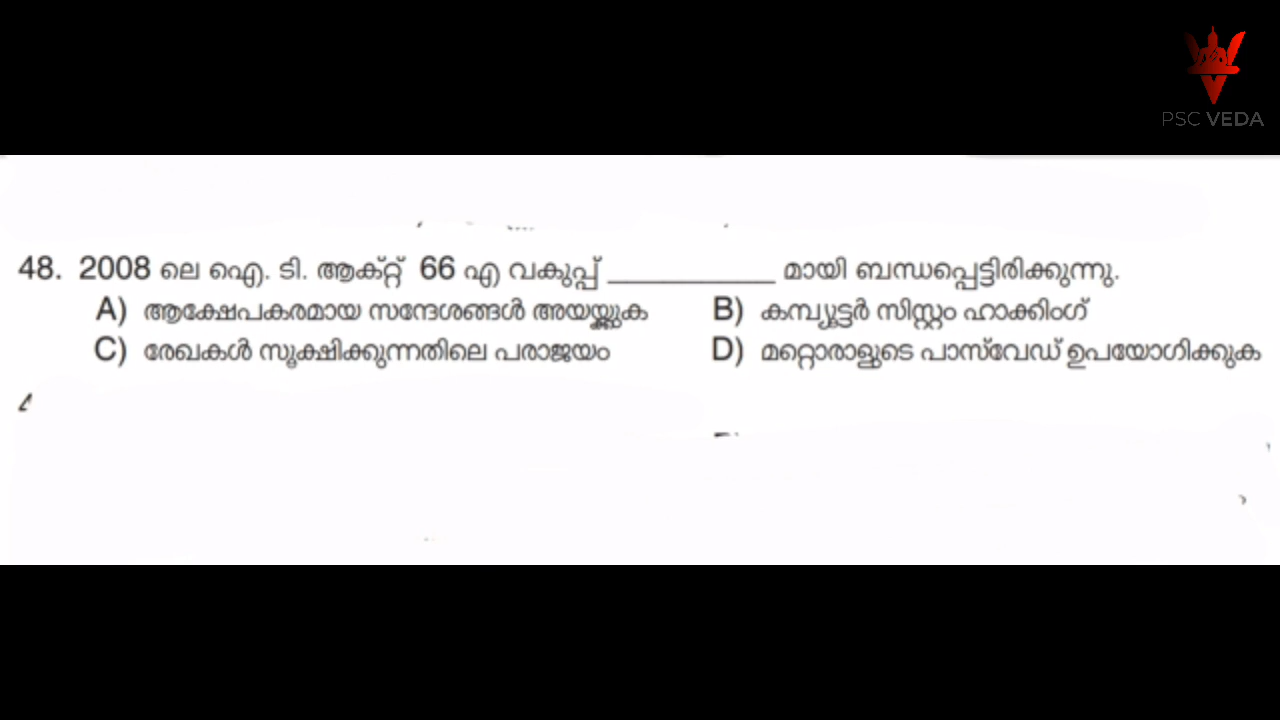 PSC VEDA
48. 2008 ലെ ഐ. ടി. ആക്റ്റ് 66 എ വകുപ്പ് __________ മായി ബന്ധപ്പെട്ടിരിക്കുന്നു.
A) ആക്ഷേപകരമായ സന്ദേശങ്ങൾ അയയ്ക്കുക B) കമ്പ്യൂട്ടർ സിസ്റ്റം ഹാക്കിംഗ്
C) രേഖകൾ സൂക്ഷിക്കുന്നതിലെ പരാജയം D) മറ്റൊരാളുടെ പാസ്‌വേഡ് ഉപയോഗിക്കുക